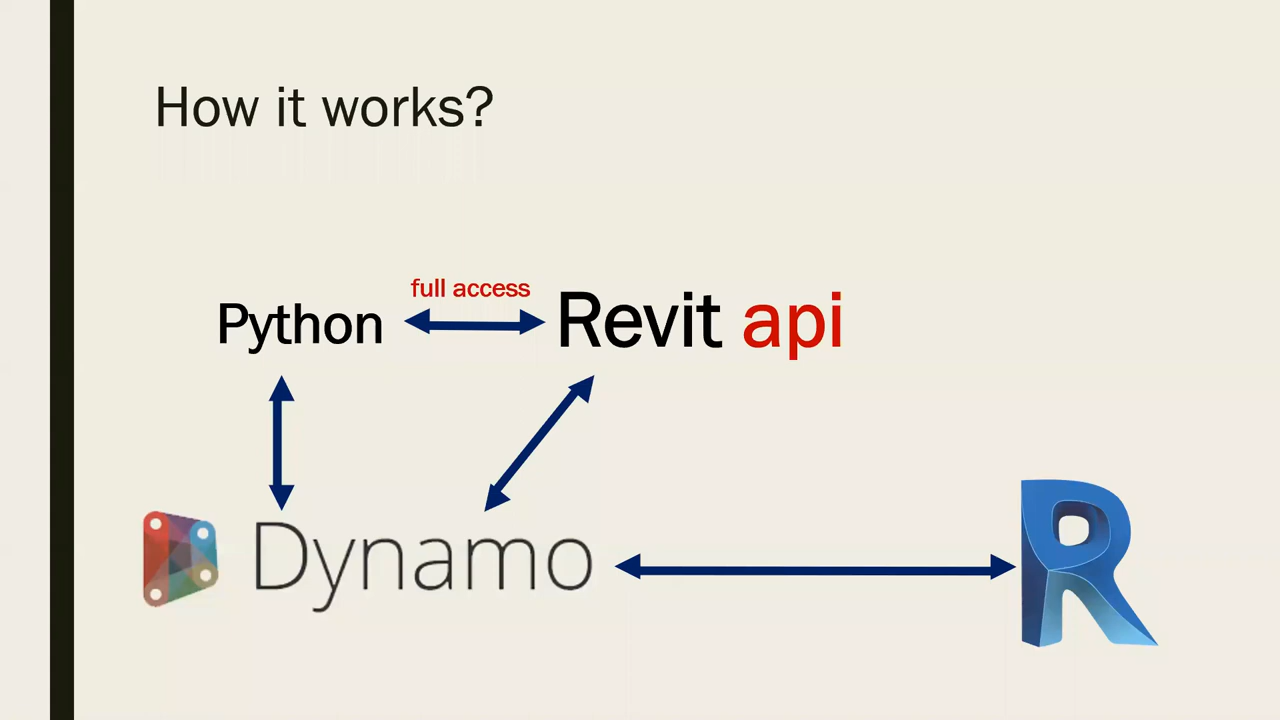 How it works?
full access
Python
Revit api
Dynamo
R